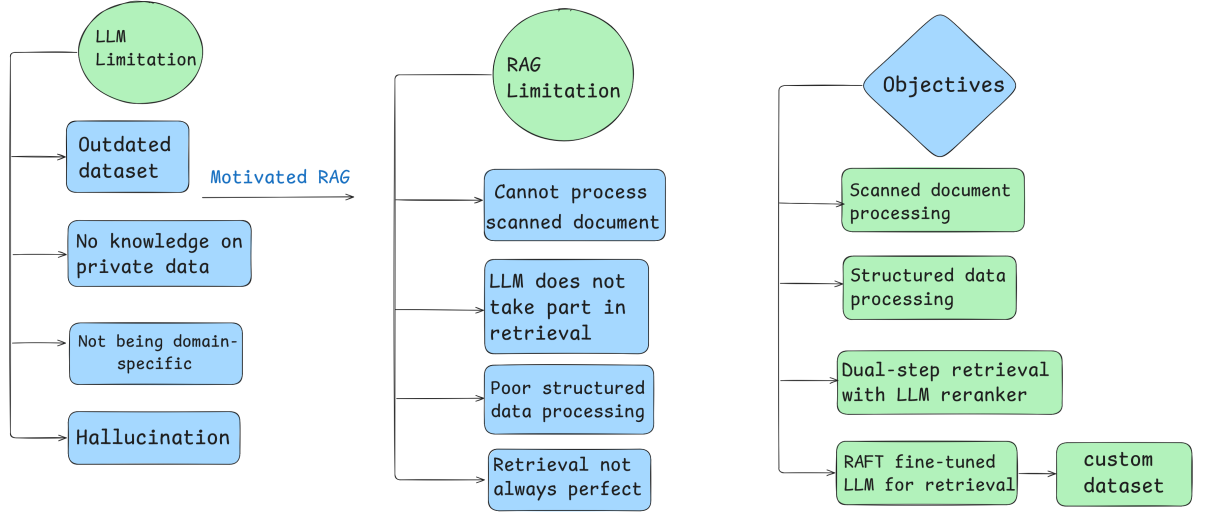 LLM
Limitation
Outdated
dataset
No knowledge on
private data
Not being domain-
specific
Hallucination
Motivated RAG
RAG
Limitation
Cannot process
scanned document
LLM does not
take part in
retrieval
Poor structured
data processing
Retrieval not
always perfect
Objectives
Scanned document
processing
Structured data
processing
Dual-step retrieval
with LLM reranker
RAFT fine-tuned
LLM for retrieval
custom
dataset